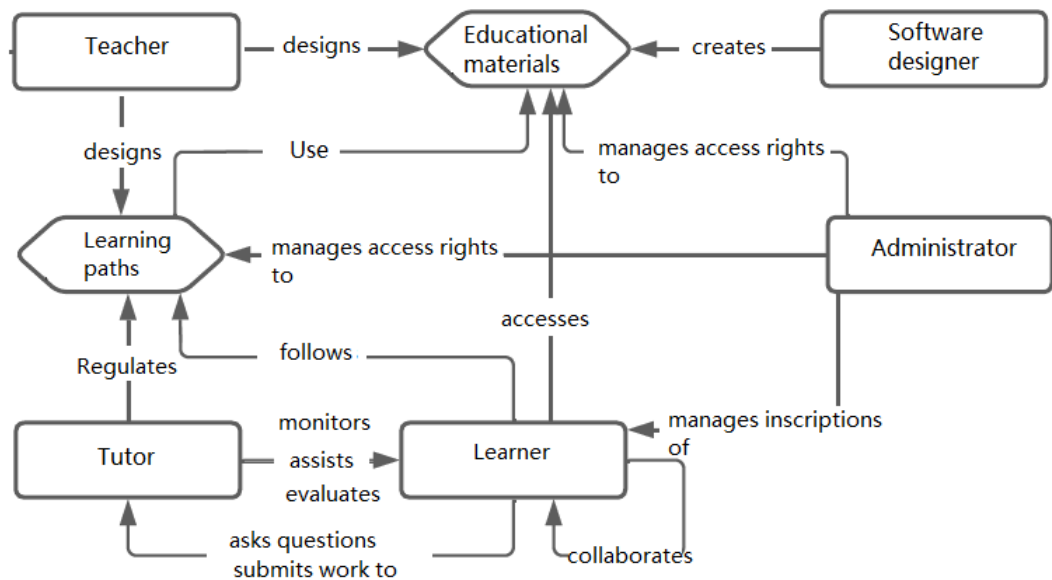 Teacher
designs
Educational
materials
creates
Software
designer
designs
Use
manages access rights
to
Learning
paths
manages access rights
to
Administrator
accesses
follows
Regulates
monitors
manages inscriptions
of
Tutor
assists
Learner
evaluates
asks questions
submits work to
collaborates